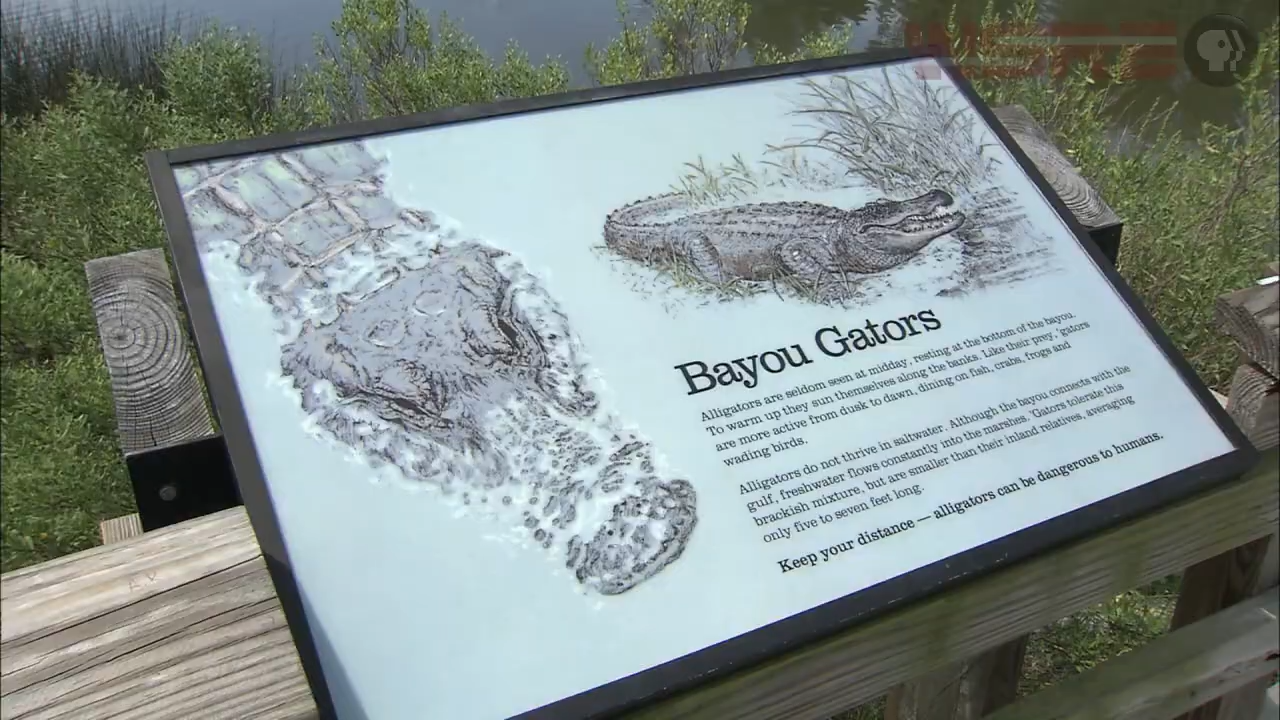 Bayou Gators
Alligators are seldom seen at midday, resting at the bottom of the bayou.
To warm up they sun themselves along the banks. Like their prey, 'gators
are more active from dusk to dawn, dining on fish, crabs, frogs and
wading birds.
Alligators do not thrive in saltwater. Although the bayou connects with the
gulf, freshwater flows constantly into the marshes. 'Gators tolerate this
brackish mixture, but are smaller than their inland relatives, averaging
only five to seven feet long.
Keep your distance — alligators can be dangerous to humans.